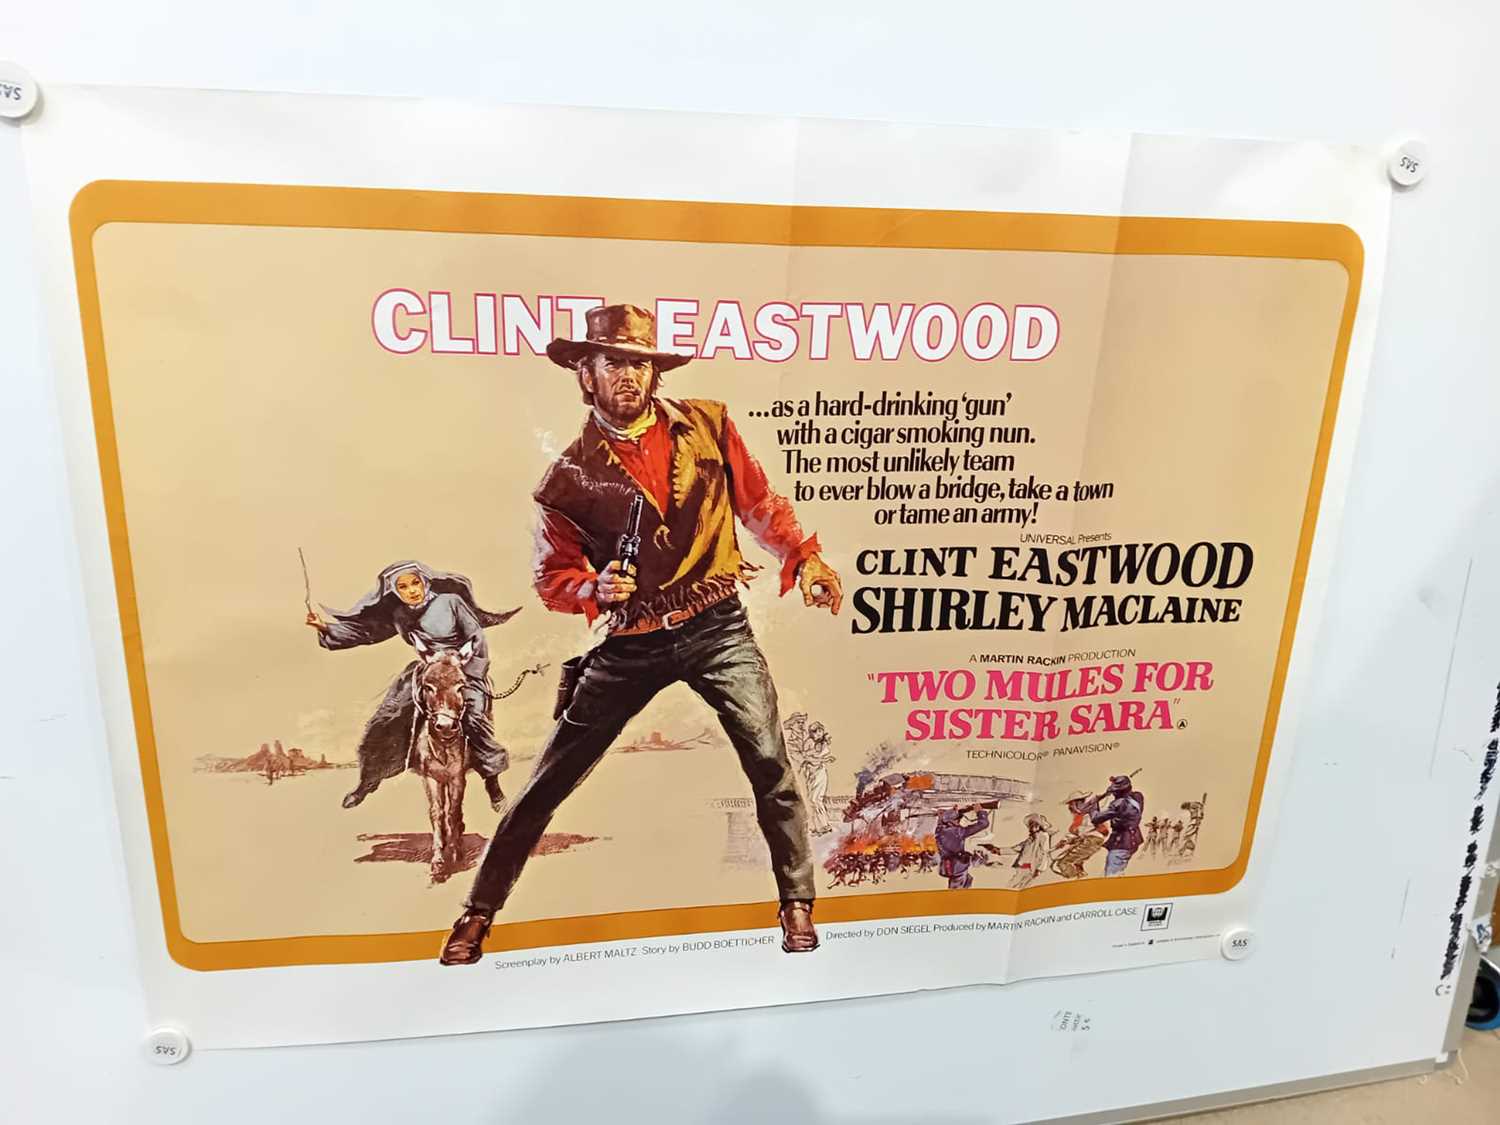 CLINT EASTWOOD
...as a hard-drinking 'gun'
with a cigar smoking nun.
The most unlikely team
to ever blow a bridge, take a town
or tame an army!
UNIVERSAL Presents
CLINT EASTWOOD
SHIRLEY MACLAINE
A MARTIN RACKIN PRODUCTION
"TWO MULES FOR
SISTER SARA" A
TECHNICOLOR® PANAVISION®
Screenplay by ALBERT MALTZ Story by BUDD BOETTICHER Directed by DON SIEGEL Produced by MARTIN RACKIN and CARROLL CASE
SAS
SAS
SAS
SAS